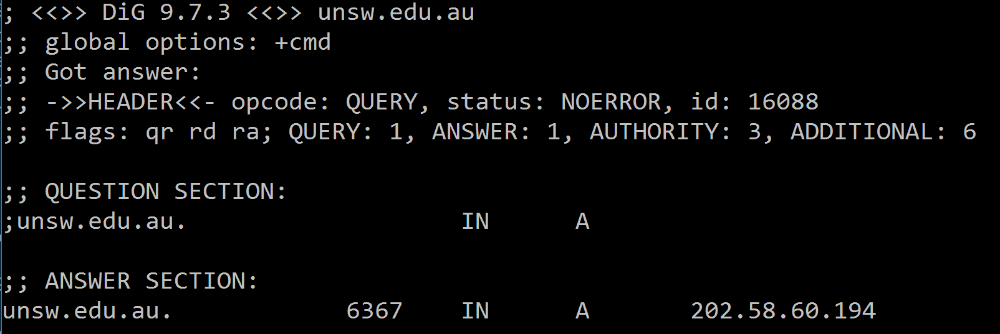 ; <<>> DiG 9.7.3 <<>> unsw.edu.au
;; global options: +cmd
;; Got answer:
;; ->>HEADER<<- opcode: QUERY, status: NOERROR, id: 16088
;; flags: qr rd ra; QUERY: 1, ANSWER: 1, AUTHORITY: 3, ADDITIONAL: 6
;; QUESTION SECTION:
;unsw.edu.au. IN A
;; ANSWER SECTION:
unsw.edu.au. 6367 IN A 202.58.60.194